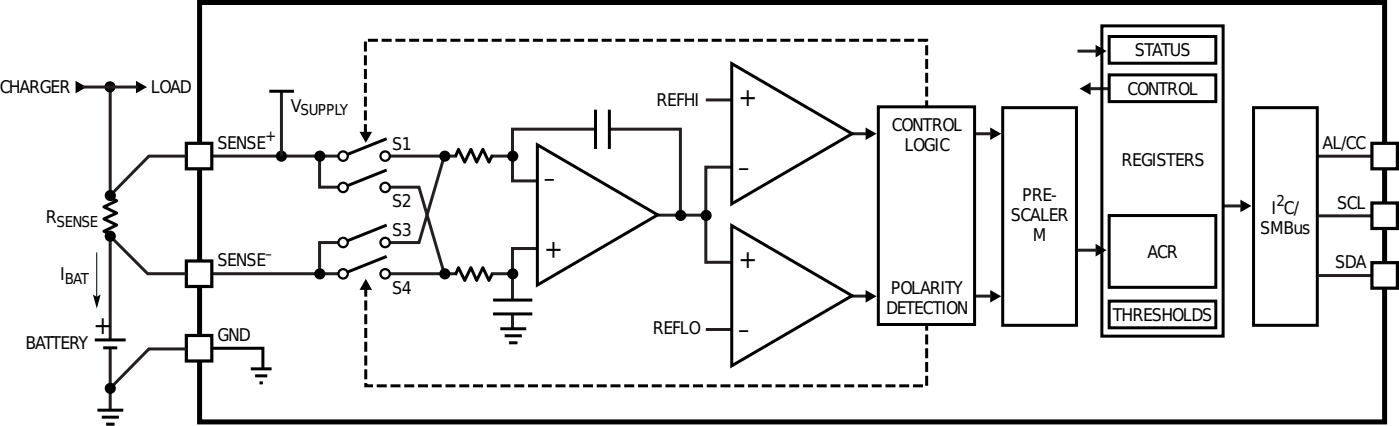 CHARGER
LOAD
VSUPPLY
SENSE+
S1
S2
S3
SENSE–
S4
RSENSE
IBAT
+
BATTERY
GND
–
+
REFHI
+
–
+
REFLO
–
CONTROL
LOGIC
POLARITY
DETECTION
PRE-
SCALER
M
STATUS
CONTROL
REGISTERS
ACR
THRESHOLDS
I2C/
SMBus
AL/CC
SCL
SDA